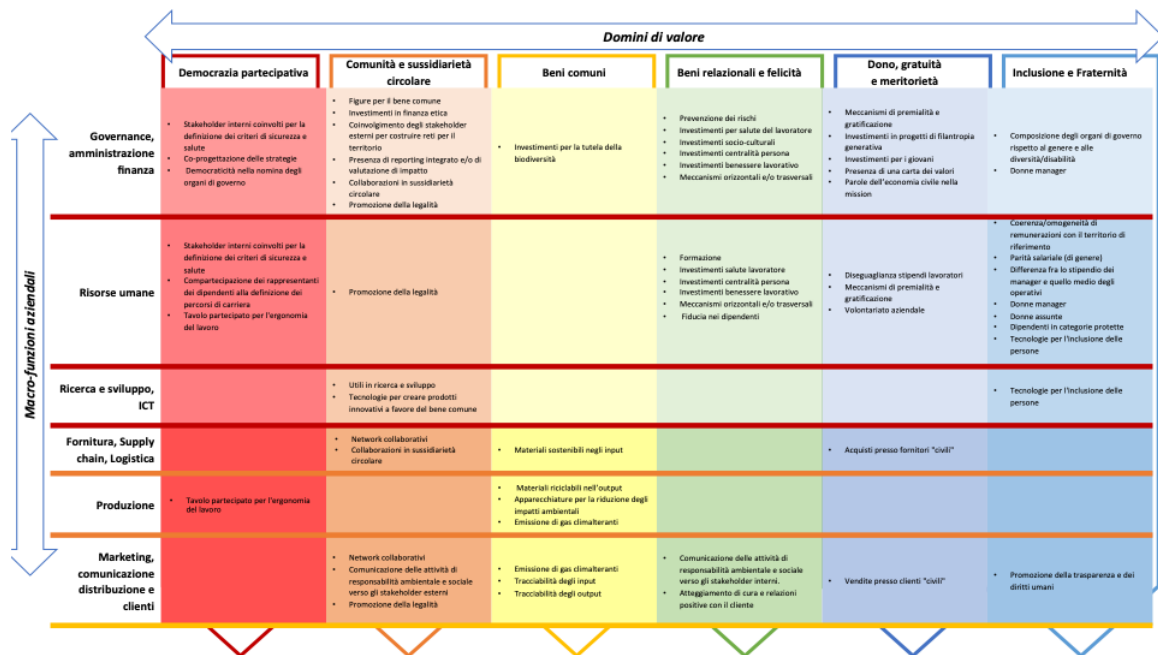 Domini di valore
Democrazia partecipativa
Comunità e sussidiarietà
circolare
Beni comuni
Beni relazionali e felicità
Dono, gratuità
e meritorietà
Inclusione e Fraternità
Macro-funzioni aziendali
Governance,
amministrazione
finanza
• Stakeholder interni coinvolti per la
definizione dei criteri di sicurezza e
salute
• Co-progettazione delle strategie
• Democraticità nella nomina degli
organi di governo
• Figure per il bene comune
• Investimenti in finanza etica
• Coinvolgimento degli stakeholder
esterni per costruire reti per il
territorio
• Presenza di reporting integrato e/o di
valutazione di impatto
• Collaborazioni in sussidiarietà
circolare
• Promozione della legalità
• Investimenti per la tutela della
biodiversità
• Prevenzione dei rischi
• Investimenti per salute del lavoratore
• Investimenti socio-culturali
• Investimenti centralità persona
• Investimenti benessere lavorativo
• Meccanismi orizzontali e/o trasversali
• Meccanismi di premialità e
gratificazione
• Investimenti in progetti di filantropia
generativa
• Investimenti per i giovani
• Presenza di una carta dei valori
• Parole dell'economia civile nella
mission
• Composizione degli organi di governo
rispetto al genere e alle
diversità/disabilità
• Donne manager
Risorse umane
• Stakeholder interni coinvolti per la
definizione dei criteri di sicurezza e
salute
• Compartecipazione dei rappresentanti
dei dipendenti alla definizione dei
percorsi di carriera
• Tavolo partecipato per l'ergonomia
del lavoro
• Promozione della legalità
• Formazione
• Investimenti salute lavoratore
• Investimenti centralità persona
• Investimenti benessere lavorativo
• Meccanismi orizzontali e/o trasversali
• Fiducia nei dipendenti
• Diseguaglianza stipendi lavoratori
• Meccanismi di premialità e
gratificazione
• Volontariato aziendale
• Coerenza/omogeneità di
remunerazioni con il territorio di
riferimento
• Parità salariale (di genere)
• Differenza fra lo stipendio dei
manager e quello medio degli
operativi
• Donne manager
• Donne assunte
• Dipendenti in categorie protette
• Tecnologie per l'inclusione delle
persone
Ricerca e sviluppo,
ICT
• Utili in ricerca e sviluppo
• Tecnologie per creare prodotti
innovativi a favore del bene comune
• Tecnologie per l'inclusione delle
persone
Fornitura, Supply
chain, Logistica
• Network collaborativi
• Collaborazioni in sussidiarietà
circolare
• Materiali sostenibili negli input
• Acquisti presso fornitori "civili"
Produzione
• Tavolo partecipato per l'ergonomia
del lavoro
• Materiali riciclabili nell'output
• Apparecchiature per la riduzione degli
impatti ambientali
• Emissione di gas climalteranti
Marketing,
comunicazione
distribuzione e
clienti
• Network collaborativi
• Comunicazione delle attività di
responsabilità ambientale e sociale
verso gli stakeholder esterni
• Promozione della legalità
• Emissione di gas climalteranti
• Tracciabilità degli input
• Tracciabilità degli output
• Comunicazione delle attività di
responsabilità ambientale e sociale
verso gli stakeholder interni.
• Atteggiamento di cura e relazioni
positive con il cliente
• Vendite presso clienti "civili"
• Promozione della trasparenza e dei
diritti umani